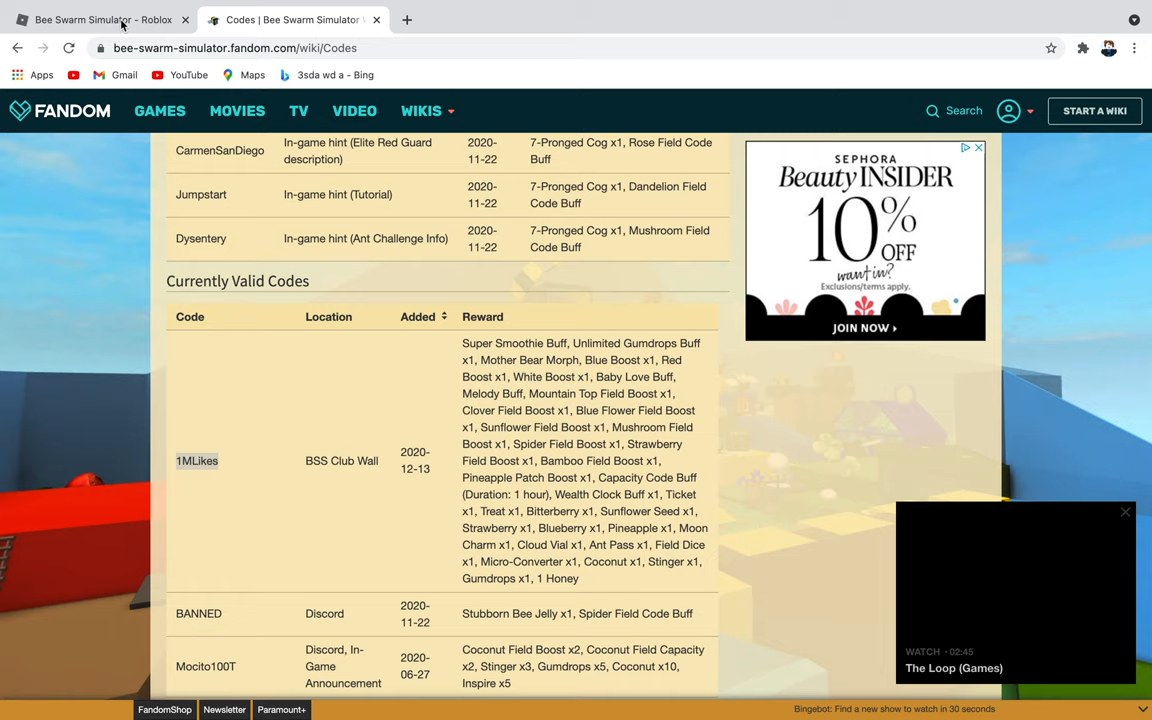 Bee Swarm Simulator - Roblox
Codes | Bee Swarm Simulator
bee-swarm-simulator.fandom.com/wiki/Codes
Apps Gmail YouTube Maps 3sda wd a - Bing
FANDOM GAMES MOVIES TV VIDEO WIKIS Search START A WIKI
CarmenSanDiego In-game hint (Elite Red Guard 2020- 7-Pronged Cog x1, Rose Field Code
description) 11-22 Buff
Jumpstart In-game hint (Tutorial) 2020- 7-Pronged Cog x1, Dandelion Field
11-22 Code Buff
Dysentery In-game hint (Ant Challenge Info) 2020- 7-Pronged Cog x1, Mushroom Field
11-22 Code Buff
Currently Valid Codes
Code Location Added Reward
Super Smoothie Buff, Unlimited Gumdrops Buff
x1, Mother Bear Morph, Blue Boost x1, Red
Boost x1, White Boost x1, Baby Love Buff,
Melody Buff, Mountain Top Field Boost x1,
Clover Field Boost x1, Blue Flower Field Boost
x1, Sunflower Field Boost x1, Mushroom Field
Boost x1, Spider Field Boost x1, Strawberry
1MLikes BSS Club Wall 2020- Field Boost x1, Bamboo Field Boost x1,
12-13 Pineapple Patch Boost x1, Capacity Code Buff
(Duration: 1 hour), Wealth Clock Buff x1, Ticket
x1, Treat x1, Bitterberry x1, Sunflower Seed x1,
Strawberry x1, Blueberry x1, Pineapple x1, Moon
Charm x1, Cloud Vial x1, Ant Pass x1, Field Dice
x1, Micro-Converter x1, Coconut x1, Stinger x1,
Gumdrops x1, 1 Honey
BANNED Discord 2020- Stubborn Bee Jelly x1, Spider Field Code Buff
11-22
Mocito100T Discord, In- 2020- Coconut Field Boost x2, Coconut Field Capacity
Game 06-27 x2, Stinger x3, Gumdrops x5, Coconut x10,
Announcement Inspire x5
SEPHORA
Beauty INSIDER
10% OFF
want in?
Exclusions/terms apply.
JOIN NOW
WATCH · 02:45
The Loop (Games)
FandomShop Newsletter Paramount+ Bingebot: Find a new show to watch in 30 seconds